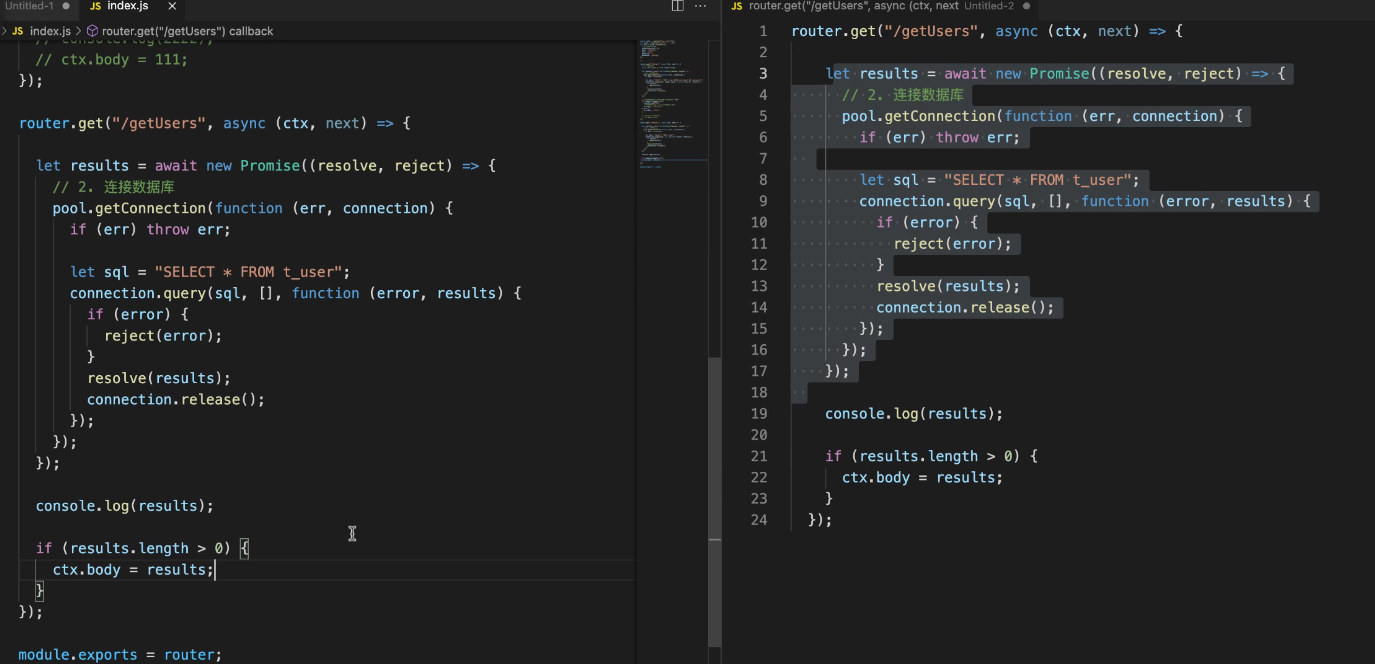 Untitled-1 ● JS index.js ×
JS index.js > router.get("/getUsers") callback
// console.log(2222);
// ctx.body = 111;
});
router.get("/getUsers", async (ctx, next) => {
let results = await new Promise((resolve, reject) => {
// 2. 连接数据库
pool.getConnection(function (err, connection) {
if (err) throw err;
let sql = "SELECT * FROM t_user";
connection.query(sql, [], function (error, results) {
if (error) {
reject(error);
}
resolve(results);
connection.release();
});
});
});
console.log(results);
if (results.length > 0) {
ctx.body = results;
}
});
module.exports = router;
JS router.get("/getUsers", async (ctx, next Untitled-2 ●
1 router.get("/getUsers", async (ctx, next) => {
2
3 let results = await new Promise((resolve, reject) => {
4 // 2. 连接数据库
5 pool.getConnection(function (err, connection) {
6 if (err) throw err;
7
8 let sql = "SELECT * FROM t_user";
9 connection.query(sql, [], function (error, results) {
10 if (error) {
11 reject(error);
12 }
13 resolve(results);
14 connection.release();
15 });
16 });
17 });
18
19 console.log(results);
20
21 if (results.length > 0) {
22 ctx.body = results;
23 }
24 });